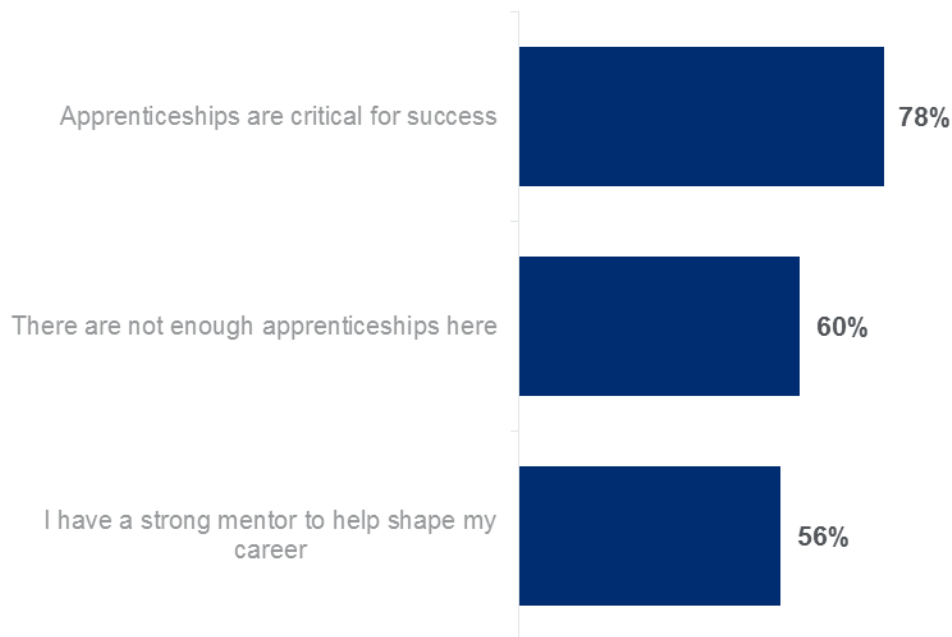 Apprenticeships are critical for success
78%
There are not enough apprenticeships here
60%
I have a strong mentor to help shape my
career
56%